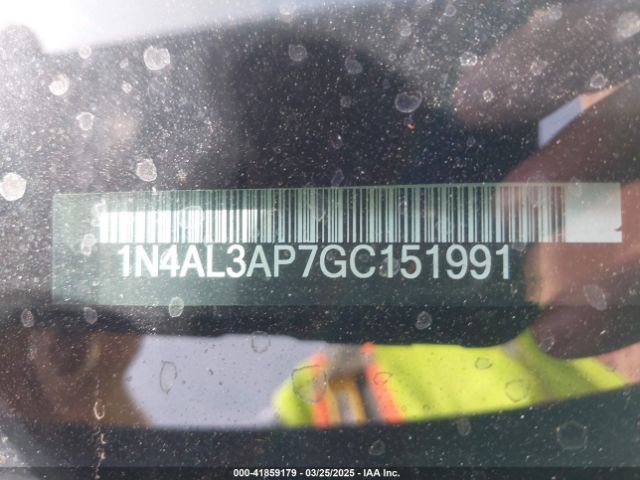 1N4AL3AP7GC151991
000-41859179 • 03/25/2025 • IAA Inc.